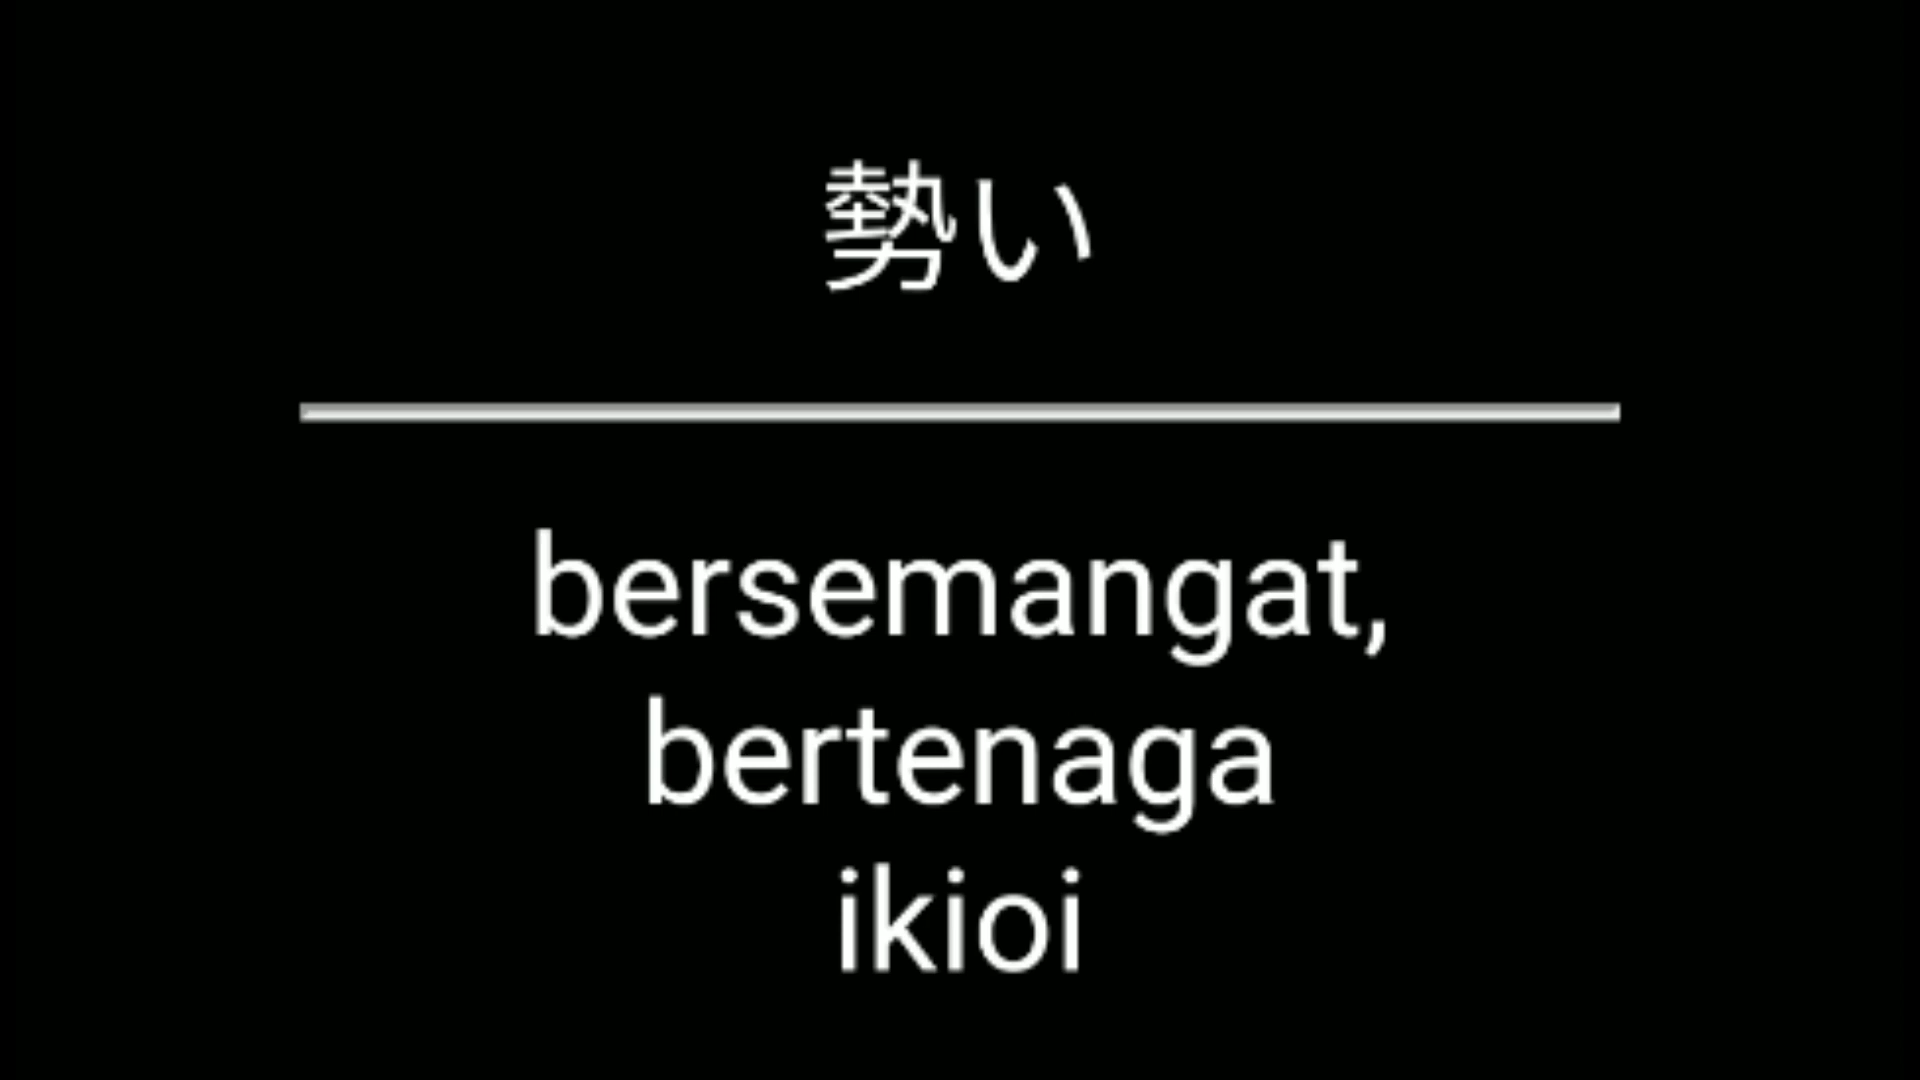 勢い
bersemangat,
bertenaga
ikioi